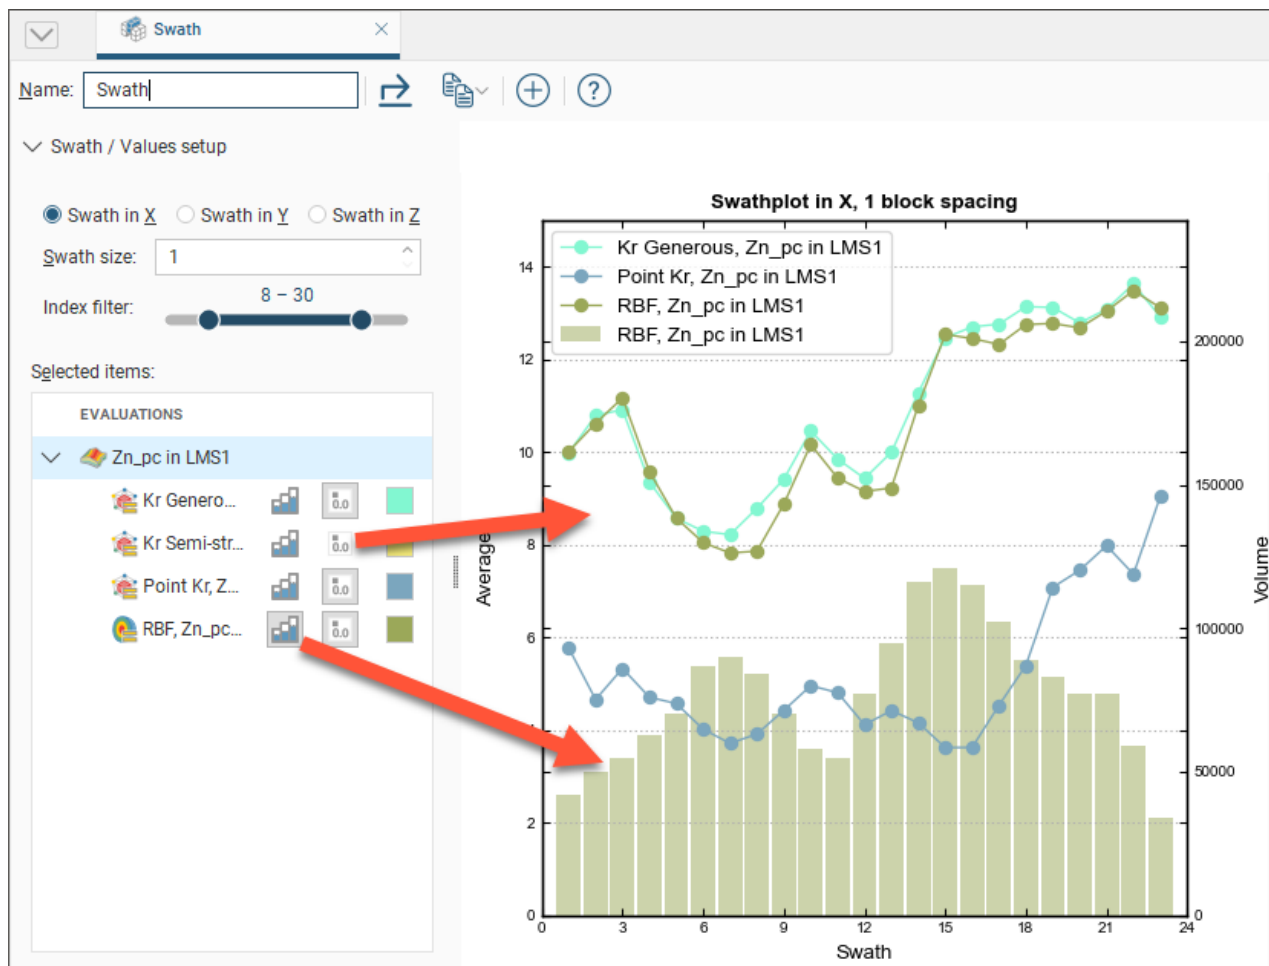 Swath
Name: Swath
Swath / Values setup
Swath in X Swath in Y Swath in Z
Swath size: 1
8 – 30
Index filter:
Selected items:
EVALUATIONS
Zn_pc in LMS1
Kr Genero... 0.0
Kr Semi-str... 0.0
Point Kr, Z... 0.0
RBF, Zn_pc... 0.0
Swathplot in X, 1 block spacing
Kr Generous, Zn_pc in LMS1
Point Kr, Zn_pc in LMS1
RBF, Zn_pc in LMS1
RBF, Zn_pc in LMS1
14
12
10
8
6
2
0
Average
200000
150000
100000
50000
0
Volume
0 3 6 9 12 15 18 21 24
Swath